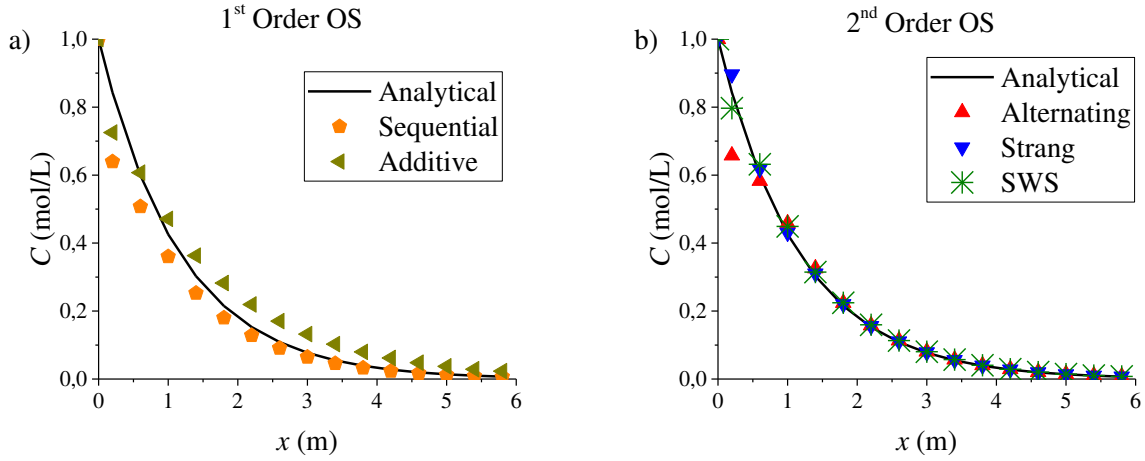 1st Order OS
a)
1,0
0,8
0,6
0,4
0,2
0,0
C (mol/L)
Analytical
Sequential
Additive
0 1 2 3 4 5 6
x (m)
2nd Order OS
b)
1,0
0,8
0,6
0,4
0,2
0,0
C (mol/L)
Analytical
Alternating
Strang
SWS
0 1 2 3 4 5 6
x (m)